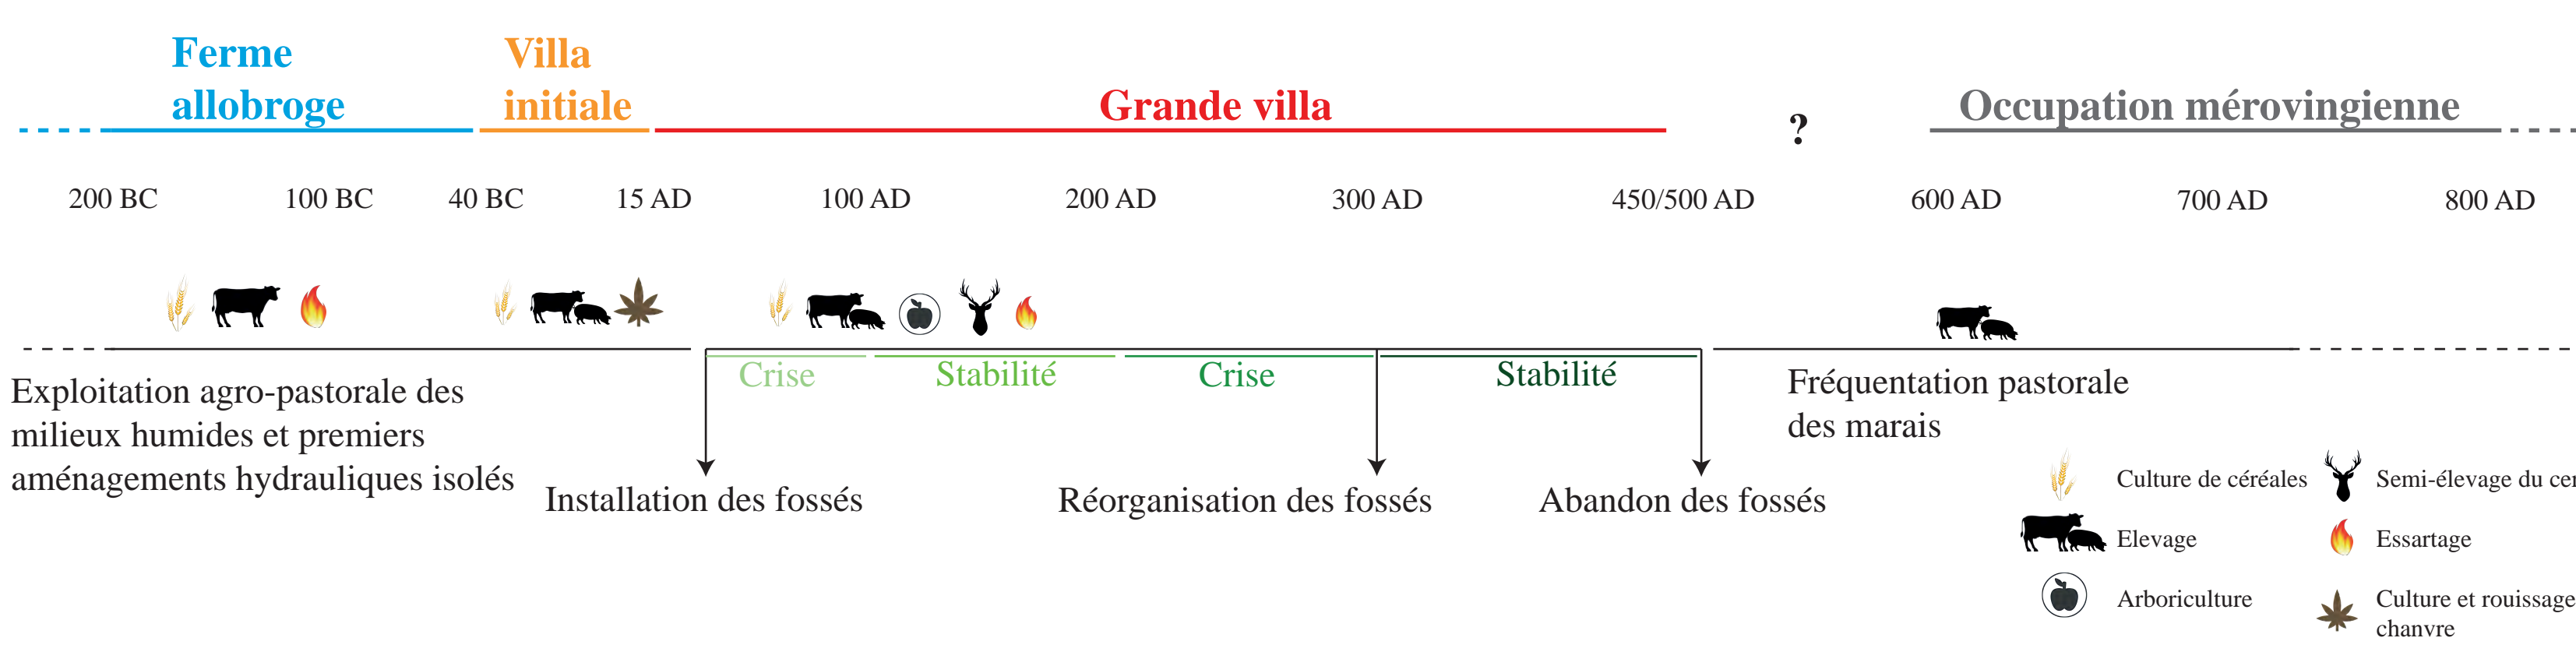 Ferme
allobroge
Villa
initiale
Grande villa
?
Occupation mérovingienne
200 BC
100 BC
40 BC
15 AD
100 AD
200 AD
300 AD
450/500 AD
600 AD
700 AD
800 AD
Crise
Stabilité
Crise
Stabilité
Exploitation agro-pastorale des
milieux humides et premiers
aménagements hydrauliques isolés
Installation des fossés
Réorganisation des fossés
Abandon des fossés
Fréquentation pastorale
des marais
Culture de céréales
Elevage
Arboriculture
Semi-élevage du
Essartage
Culture et rouissage
chanvre